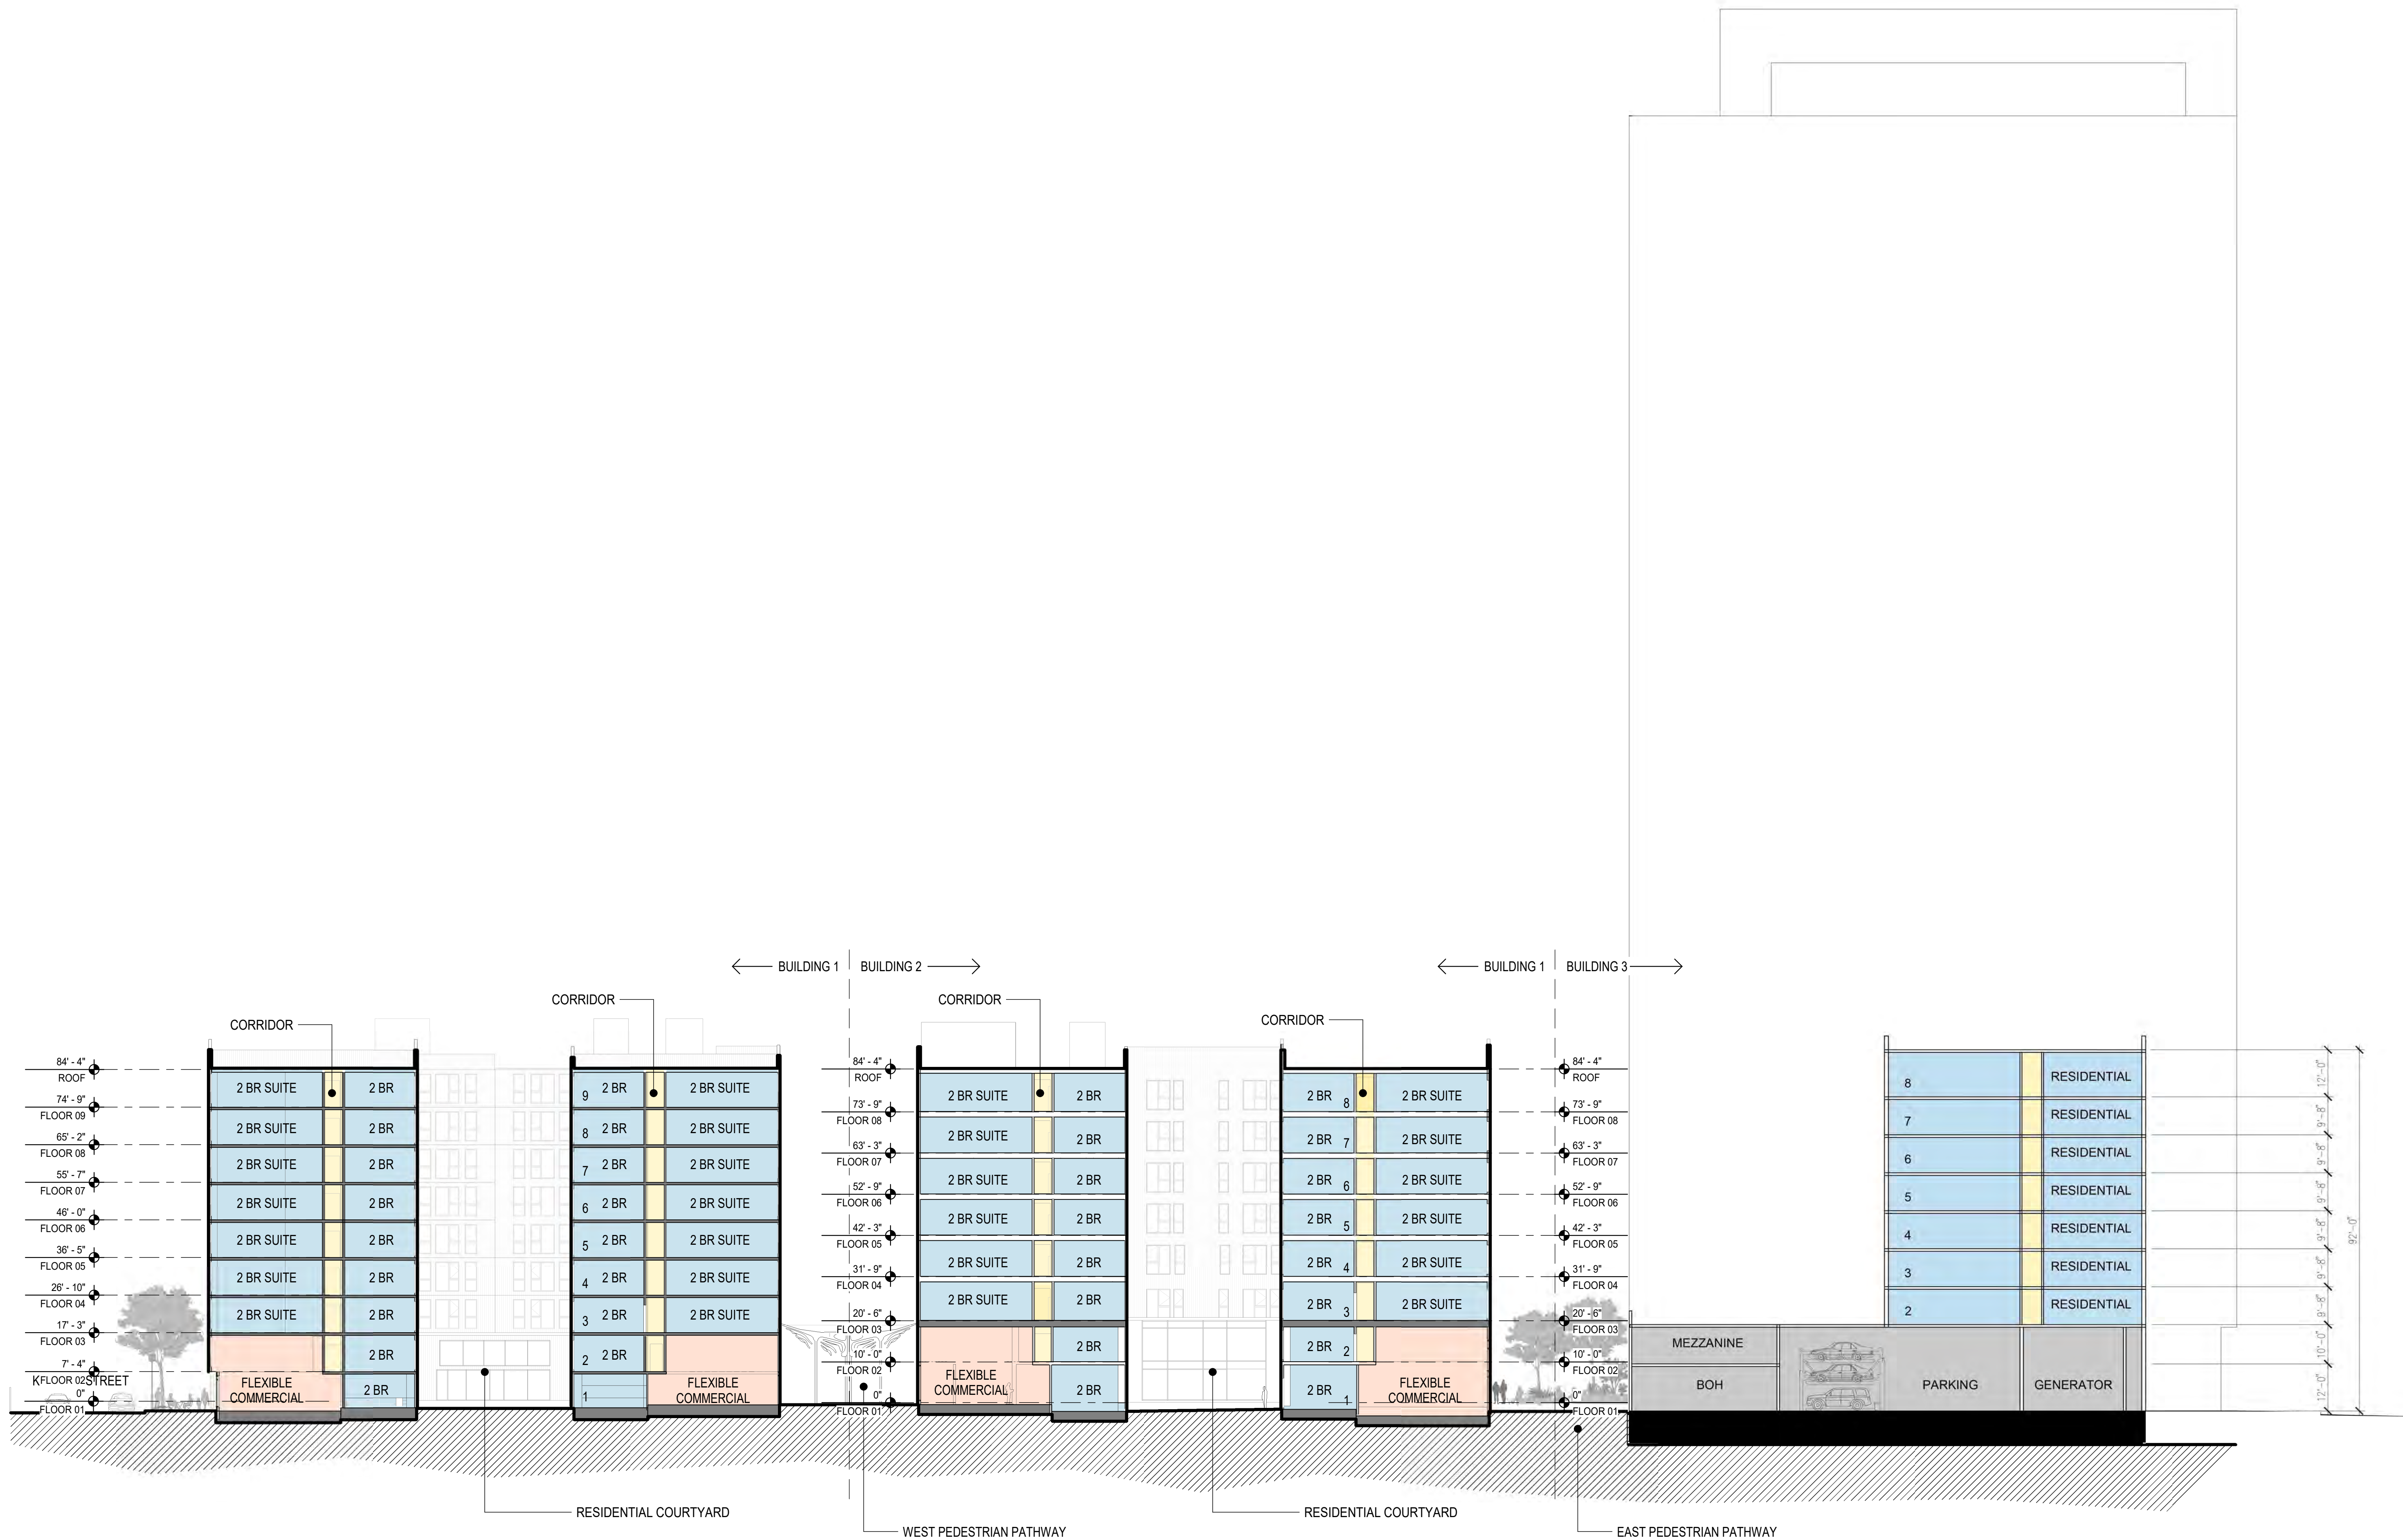 BUILDING 1
BUILDING 2
BUILDING 1
BUILDING 3
CORRIDOR
CORRIDOR
CORRIDOR
CORRIDOR
84' - 4"
ROOF
74' - 9"
FLOOR 09
65' - 2"
FLOOR 08
55' - 7"
FLOOR 07
46' - 0"
FLOOR 06
36' - 5"
FLOOR 05
26' - 10"
FLOOR 04
17' - 3"
FLOOR 03
7' - 4"
FLOOR 02
STREET
0"
FLOOR 01
2 BR SUITE 2 BR
2 BR SUITE 2 BR
2 BR SUITE 2 BR
2 BR SUITE 2 BR
2 BR SUITE 2 BR
2 BR SUITE 2 BR
2 BR SUITE 2 BR
2 BR
FLEXIBLE
COMMERCIAL
2 BR
9 2 BR 2 BR SUITE
8 2 BR 2 BR SUITE
7 2 BR 2 BR SUITE
6 2 BR 2 BR SUITE
5 2 BR 2 BR SUITE
4 2 BR 2 BR SUITE
3 2 BR 2 BR SUITE
2 2 BR
1
FLEXIBLE
COMMERCIAL
84' - 4"
ROOF
73' - 9"
FLOOR 08
63' - 3"
FLOOR 07
52' - 9"
FLOOR 06
42' - 3"
FLOOR 05
31' - 9"
FLOOR 04
20' - 6"
FLOOR 03
10' - 0"
FLOOR 02
0"
FLOOR 01
2 BR SUITE 2 BR
2 BR SUITE 2 BR
2 BR SUITE 2 BR
2 BR SUITE 2 BR
2 BR SUITE 2 BR
2 BR SUITE 2 BR
2 BR
FLEXIBLE
COMMERCIAL
2 BR
2 BR 8 2 BR SUITE
2 BR 7 2 BR SUITE
2 BR 6 2 BR SUITE
2 BR 5 2 BR SUITE
2 BR 4 2 BR SUITE
2 BR 3 2 BR SUITE
2 BR 2
2 BR 1
FLEXIBLE
COMMERCIAL
84' - 4"
ROOF
73' - 9"
FLOOR 08
63' - 3"
FLOOR 07
52' - 9"
FLOOR 06
42' - 3"
FLOOR 05
31' - 9"
FLOOR 04
20' - 6"
FLOOR 03
10' - 0"
FLOOR 02
0"
FLOOR 01
8 RESIDENTIAL
7 RESIDENTIAL
6 RESIDENTIAL
5 RESIDENTIAL
4 RESIDENTIAL
3 RESIDENTIAL
2 RESIDENTIAL
MEZZANINE
BOH
PARKING
GENERATOR
12'-0"
9'-8"
9'-8"
9'-8"
9'-8"
9'-8"
9'-8"
10'-0"
12'-0"
92'-0"
RESIDENTIAL COURTYARD
WEST PEDESTRIAN PATHWAY
RESIDENTIAL COURTYARD
EAST PEDESTRIAN PATHWAY